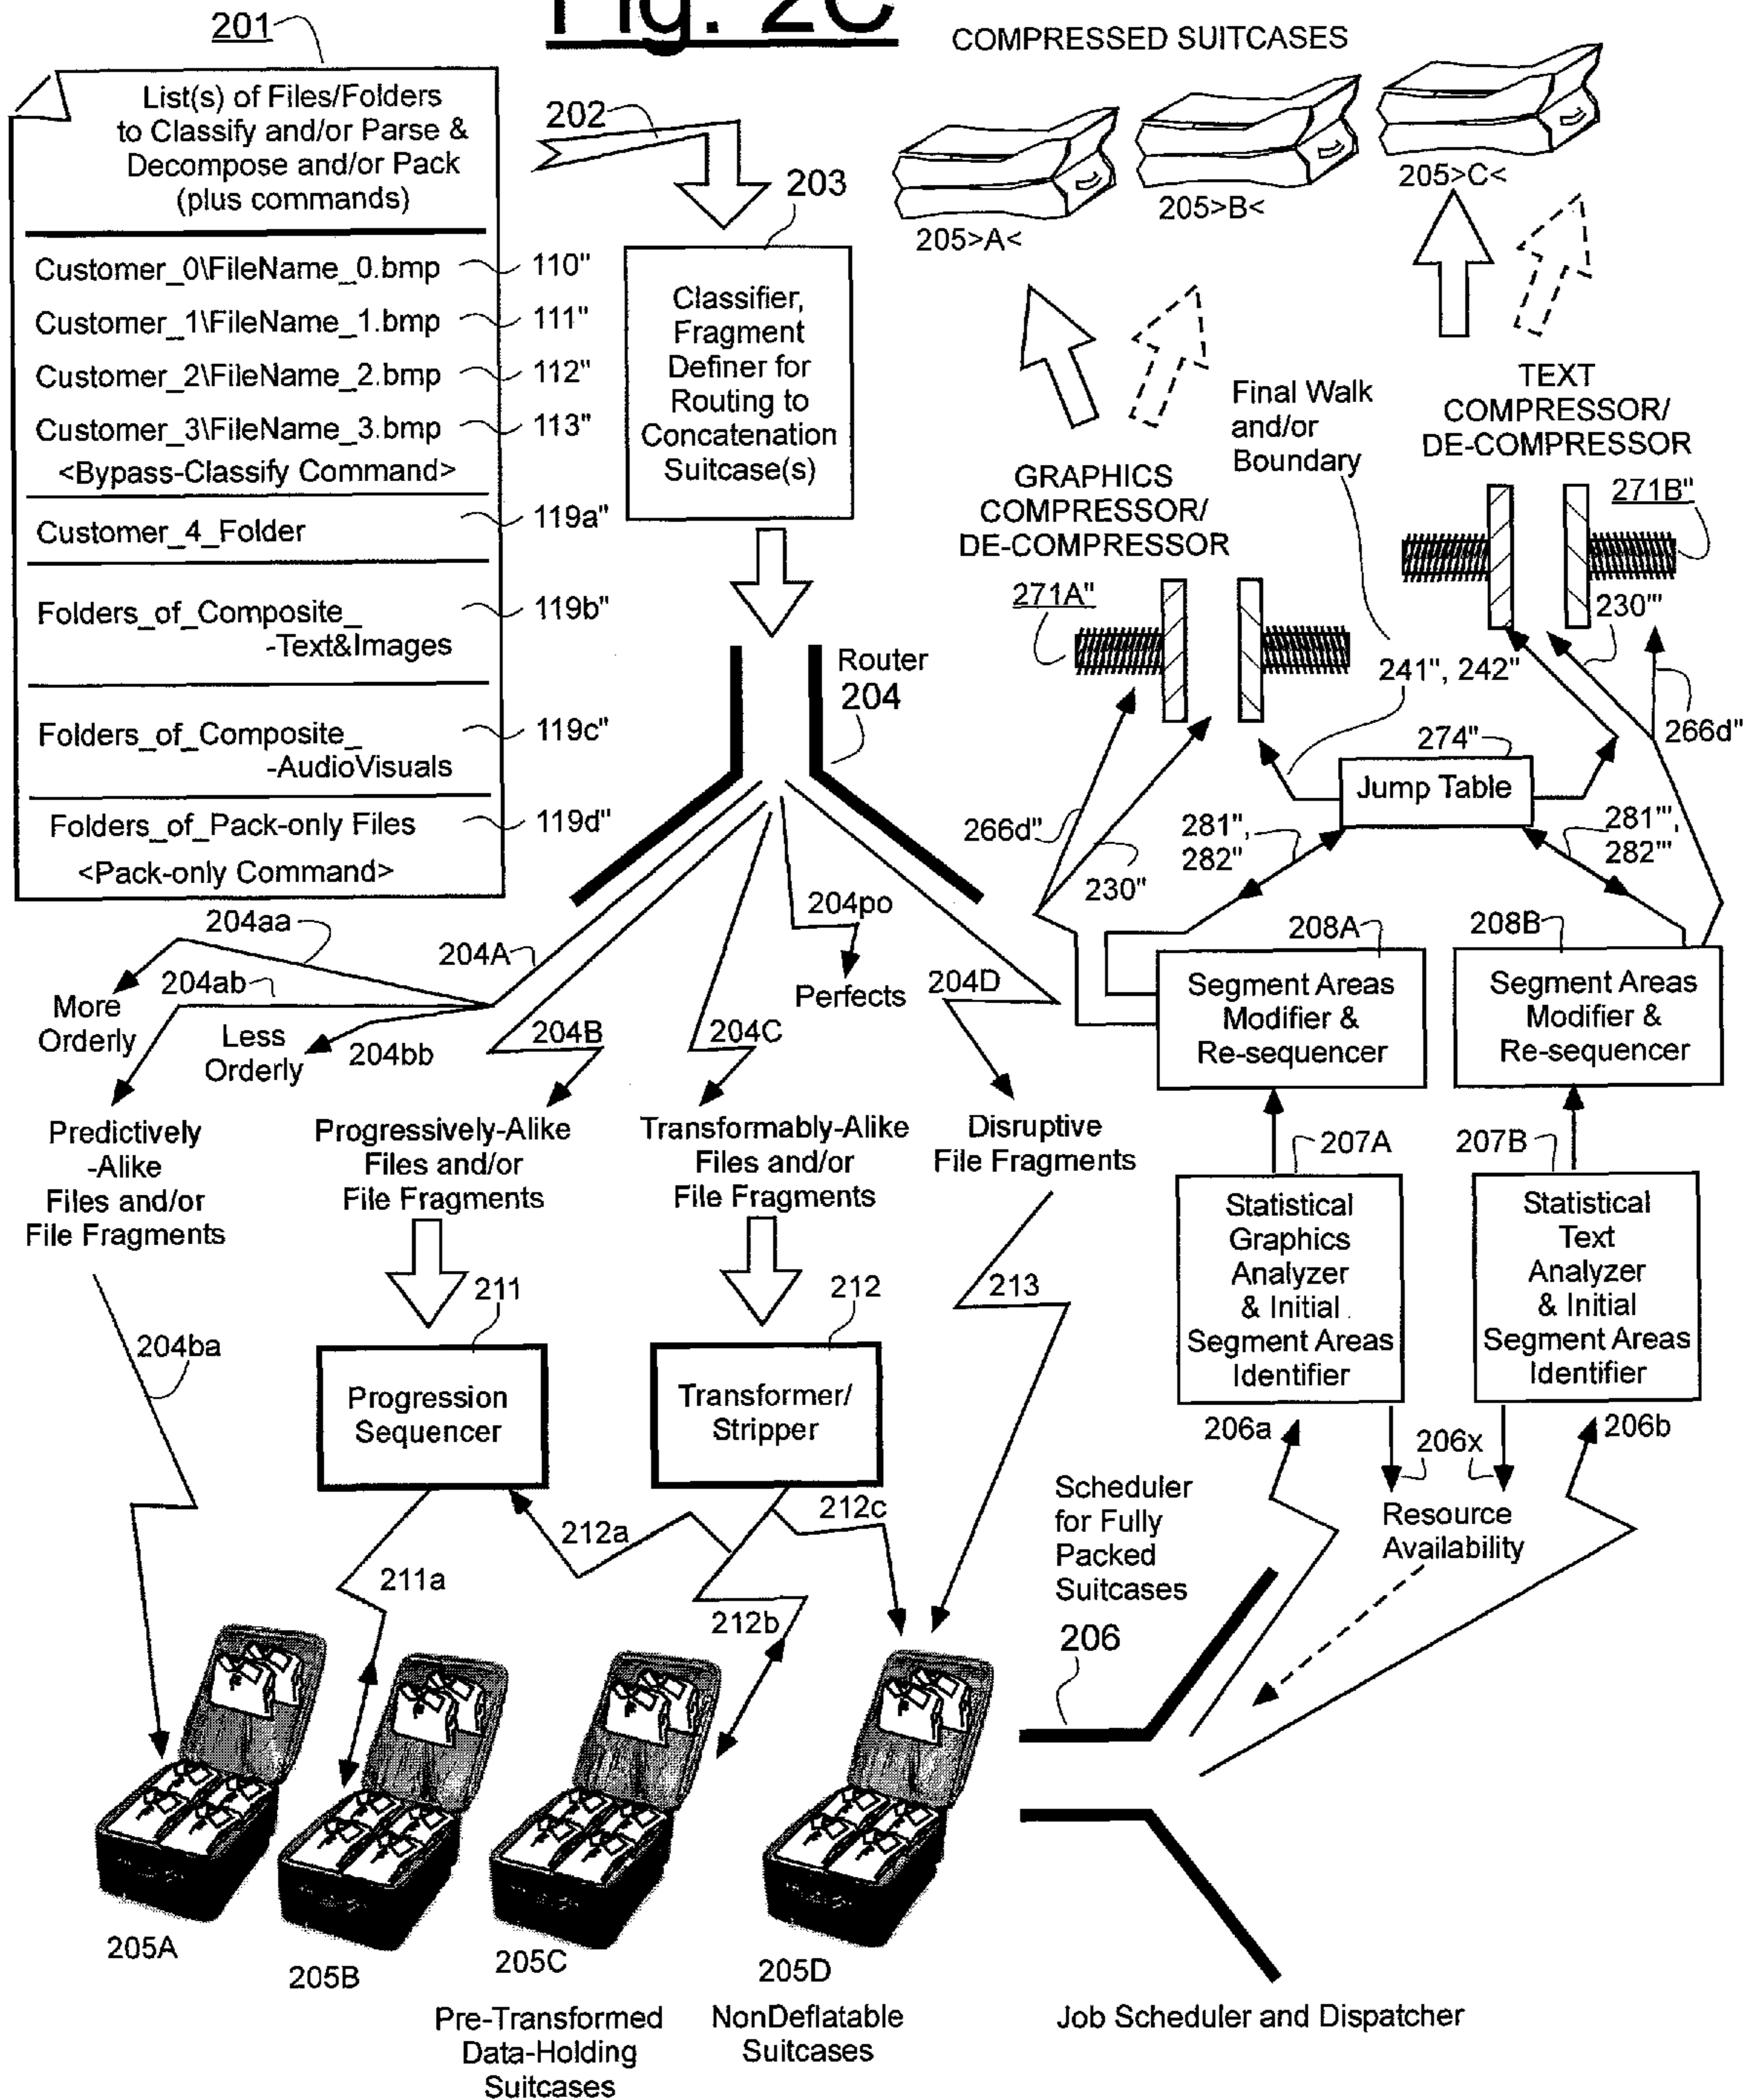 Fig. 2C
201
List(s) of Files/Folders
to Classify and/or Parse &
Decompose and/or Pack
(plus commands)
Customer_0\FileName_0.bmp
110"
Customer_1\FileName_1.bmp
111"
Customer_2\FileName_2.bmp
112"
Customer_3\FileName_3.bmp
113"
<Bypass-Classify Command>
Customer_4_Folder
119a"
Folders_of_Composite_
-Text&Images
119b"
Folders_of_Composite_
-AudioVisuals
119c"
Folders_of_Pack-only Files
119d"
<Pack-only Command>
202
203
Classifier,
Fragment
Definer for
Routing to
Concatenation
Suitcase(s)
Router
204
COMPRESSED SUITCASES
205>A<
205>B<
205>C<
Final Walk
and/or
Boundary
TEXT
COMPRESSOR/
DE-COMPRESSOR
271B"
GRAPHICS
COMPRESSOR/
DE-COMPRESSOR
271A"
230'"
241", 242"
266d"
274"
Jump Table
266d"
230"
281",
282"
281'",
282'"
204aa
204A
204ab
More
Orderly
Less
Orderly
204bb
204B
204C
204po
Perfects
204D
208A
Segment Areas
Modifier &
Re-sequencer
208B
Segment Areas
Modifier &
Re-sequencer
Predictively
-Alike
Files and/or
File Fragments
Progressively-Alike
Files and/or
File Fragments
Transformably-Alike
Files and/or
File Fragments
Disruptive
File Fragments
207A
Statistical
Graphics
Analyzer
& Initial
Segment Areas
Identifier
207B
Statistical
Text
Analyzer
& Initial
Segment Areas
Identifier
204ba
211
Progression
Sequencer
212
Transformer/
Stripper
213
206a
206x
206b
Resource
Availability
211a
212a
212b
212c
Scheduler
for Fully
Packed
Suitcases
206
205A
205B
205C
205D
Pre-Transformed
Data-Holding
Suitcases
NonDeflatable
Suitcases
Job Scheduler and Dispatcher